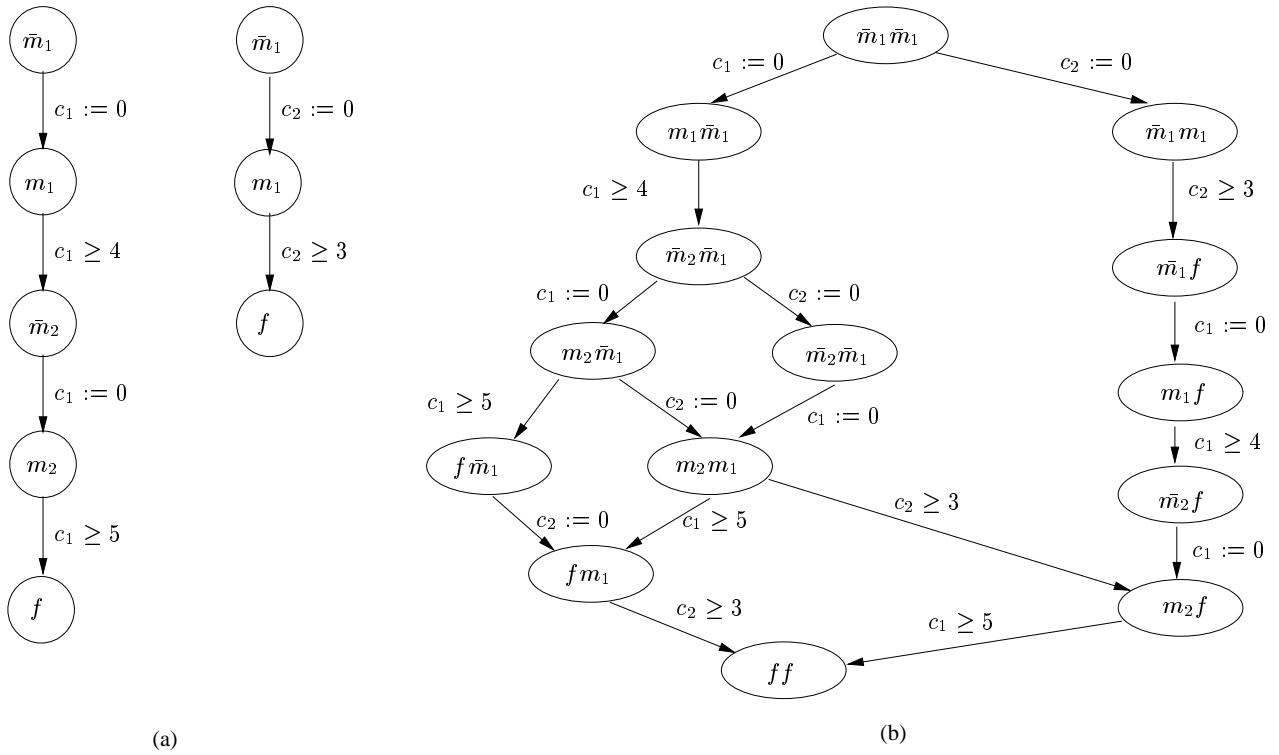 m̄₁
c₁ := 0
m₁
c₁ ≥ 4
m̄₂
c₁ := 0
m₂
c₁ ≥ 5
f
m̄₁
c₂ := 0
m₁
c₂ ≥ 3
f
(a)
m̄₁m̄₁
c₁ := 0
c₂ := 0
m₁m̄₁
m̄₁m₁
c₁ ≥ 4
c₂ ≥ 3
m̄₂m̄₁
m̄₁f
c₁ := 0
c₂ := 0
c₁ := 0
m₂m̄₁
m̄₂m̄₁
m₁f
c₁ ≥ 5
c₂ := 0
c₁ := 0
c₁ ≥ 4
fm̄₁
m₂m₁
m̄₂f
c₂ := 0
c₁ ≥ 5
c₂ ≥ 3
c₁ := 0
fm₁
m₂f
c₂ ≥ 3
c₁ ≥ 5
ff
(b)